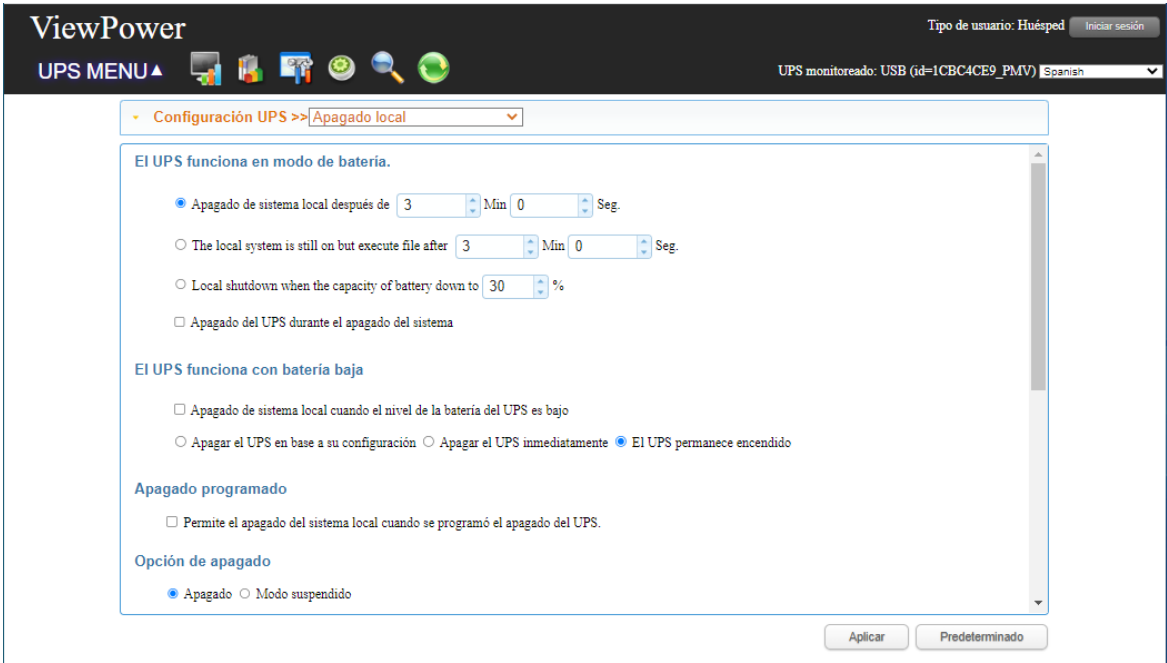 ViewPower
Tipo de usuario: Huésped Iniciar sesión
UPS MENU▲
UPS monitoreado: USB (id=1CBC4CE9_PMV) Spanish
Configuración UPS >> Apagado local
El UPS funciona en modo de batería.
Apagado de sistema local después de 3 Min 0 Seg.
The local system is still on but execute file after 3 Min 0 Seg.
Local shutdown when the capacity of battery down to 30 %
Apagado del UPS durante el apagado del sistema
El UPS funciona con batería baja
Apagado de sistema local cuando el nivel de la batería del UPS es bajo
Apagar el UPS en base a su configuración Apagar el UPS inmediatamente El UPS permanece encendido
Apagado programado
Permite el apagado del sistema local cuando se programó el apagado del UPS.
Opción de apagado
Apagado Modo suspendido
Aplicar Predeterminado